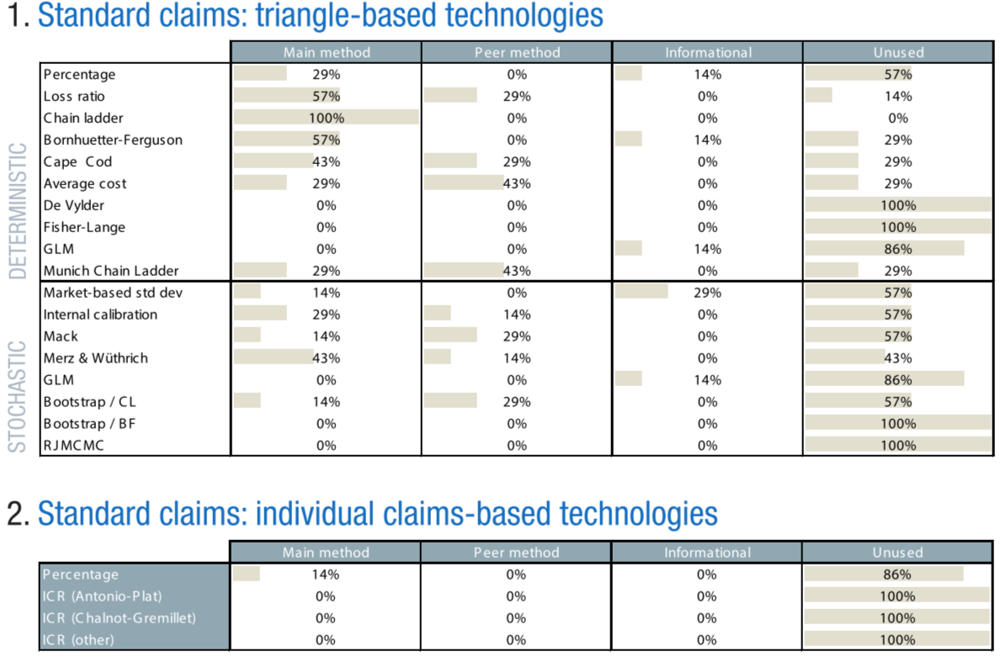 1. Standard claims: triangle-based technologies
Main method Peer method Informational Unused
DETERMINISTIC
Percentage 29% 0% 14% 57%
Loss ratio 57% 29% 0% 14%
Chain ladder 100% 0% 0% 0%
Bornhuetter-Ferguson 57% 0% 14% 29%
Cape Cod 43% 29% 0% 29%
Average cost 29% 43% 0% 29%
De Vylder 0% 0% 0% 100%
Fisher-Lange 0% 0% 0% 100%
GLM 0% 0% 14% 86%
Munich Chain Ladder 29% 43% 0% 29%
STOCHASTIC
Market-based std dev 14% 0% 29% 57%
Internal calibration 29% 14% 0% 57%
Mack 14% 29% 0% 57%
Merz & Wüthrich 43% 14% 0% 43%
GLM 0% 0% 14% 86%
Bootstrap / CL 14% 29% 0% 57%
Bootstrap / BF 0% 0% 0% 100%
RJMCMC 0% 0% 0% 100%
2. Standard claims: individual claims-based technologies
Main method Peer method Informational Unused
Percentage 14% 0% 0% 86%
ICR (Antonio-Plat) 0% 0% 0% 100%
ICR (Chalnot-Gremillet) 0% 0% 0% 100%
ICR (other) 0% 0% 0% 100%